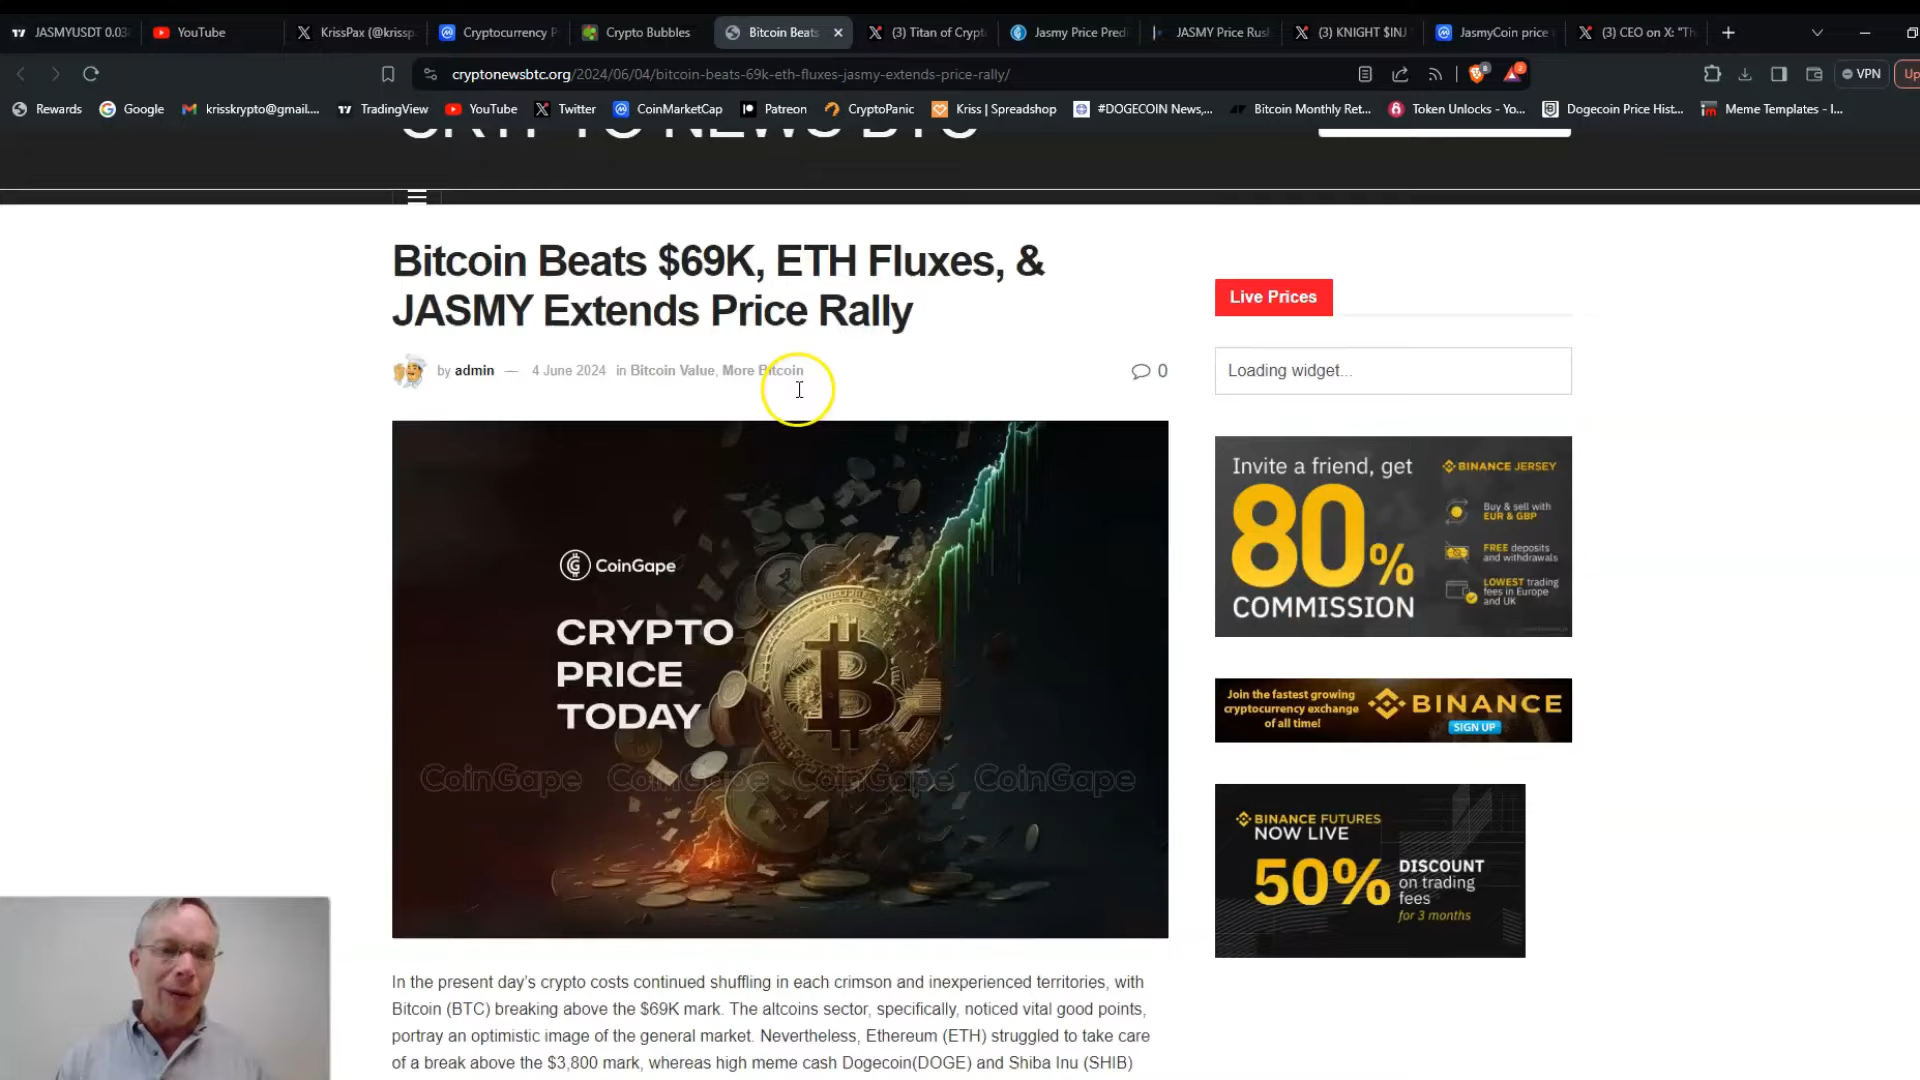 JASMYUSDT 0.03
YouTube
KrissPax (@krissp
Cryptocurrency P
Crypto Bubbles
Bitcoin Beats
(3) Titan of Crypt
Jasmy Price Predi
JASMY Price Rus
(3) KNIGHT $INJ
JasmyCoin price
(3) CEO on X: "Th
cryptonewsbtc.org/2024/06/04/bitcoin-beats-69k-eth-fluxes-jasmy-extends-price-rally/
VPN
Up
Rewards
Google
krisskrypto@gmail....
TradingView
YouTube
Twitter
CoinMarketCap
Patreon
CryptoPanic
Kriss | Spreadshop
#DOGECOIN News,...
Bitcoin Monthly Ret...
Token Unlocks - Yo...
Dogecoin Price Hist...
Meme Templates - I...
CRYPTO NEWS BTC
Bitcoin Beats $69K, ETH Fluxes, &
JASMY Extends Price Rally
by admin — 4 June 2024 in Bitcoin Value, More Bitcoin
0
CoinGape
CRYPTO
PRICE
TODAY
CoinGape CoinGape CoinGape CoinGape
In the present day's crypto costs continued shuffling in each crimson and inexperienced territories, with
Bitcoin (BTC) breaking above the $69K mark. The altcoins sector, specifically, noticed vital good points,
portray an optimistic image of the general market. Nevertheless, Ethereum (ETH) struggled to take care
of a break above the $3,800 mark, whereas high meme cash Dogecoin(DOGE) and Shiba Inu (SHIB)
Live Prices
Loading widget...
Invite a friend, get
80%
COMMISSION
BINANCE JERSEY
Buy & sell with
EUR & GBP
FREE deposits
and withdrawals
LOWEST trading
fees in Europe
and UK
Join the fastest growing
cryptocurrency exchange
of all time!
BINANCE
SIGN UP
BINANCE FUTURES
NOW LIVE
50%
DISCOUNT
on trading
fees
for 3 months